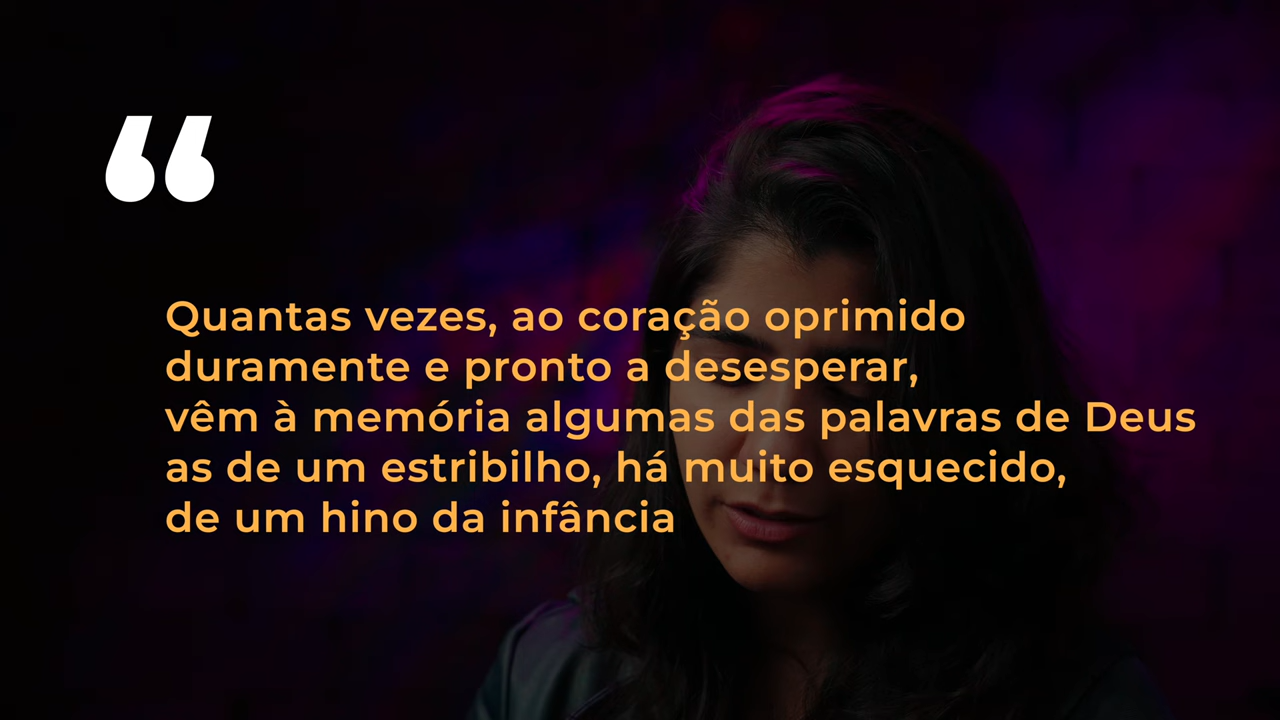 “
Quantas vezes, ao coração oprimido
duramente e pronto a desesperar,
vêm à memória algumas das palavras de Deus
as de um estribilho, há muito esquecido,
de um hino da infância